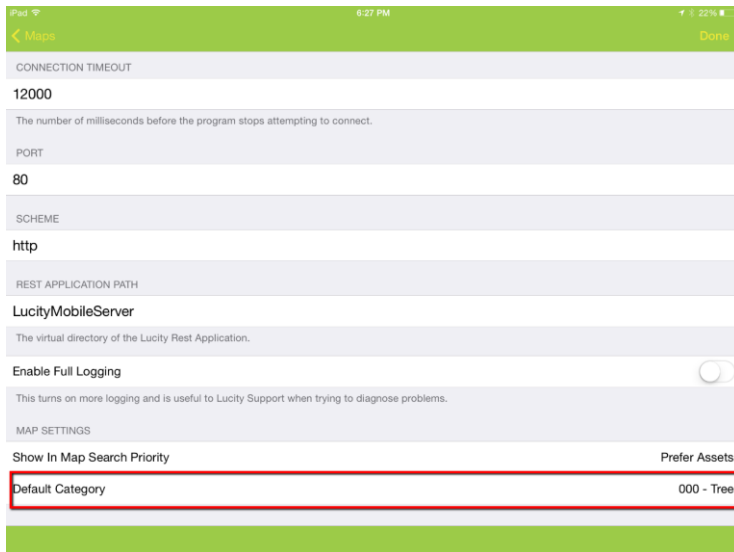 iPad 6:27 PM 22%
Maps Done
CONNECTION TIMEOUT
12000
The number of milliseconds before the program stops attempting to connect.
PORT
80
SCHEME
http
REST APPLICATION PATH
LucityMobileServer
The virtual directory of the Lucity Rest Application.
Enable Full Logging
This turns on more logging and is useful to Lucity Support when trying to diagnose problems.
MAP SETTINGS
Show In Map Search Priority Prefer Assets
Default Category 000 - Tree